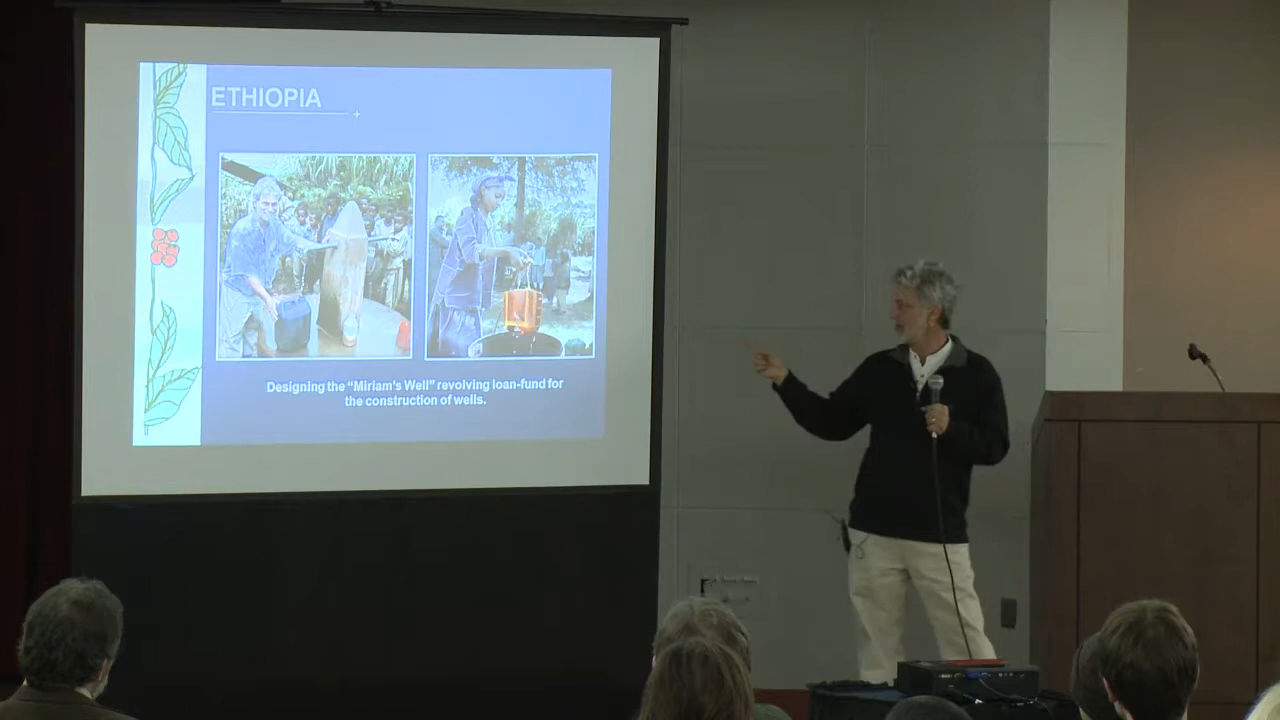 ETHIOPIA
Designing the “Miriam’s Well” revolving loan-fund for
the construction of wells.